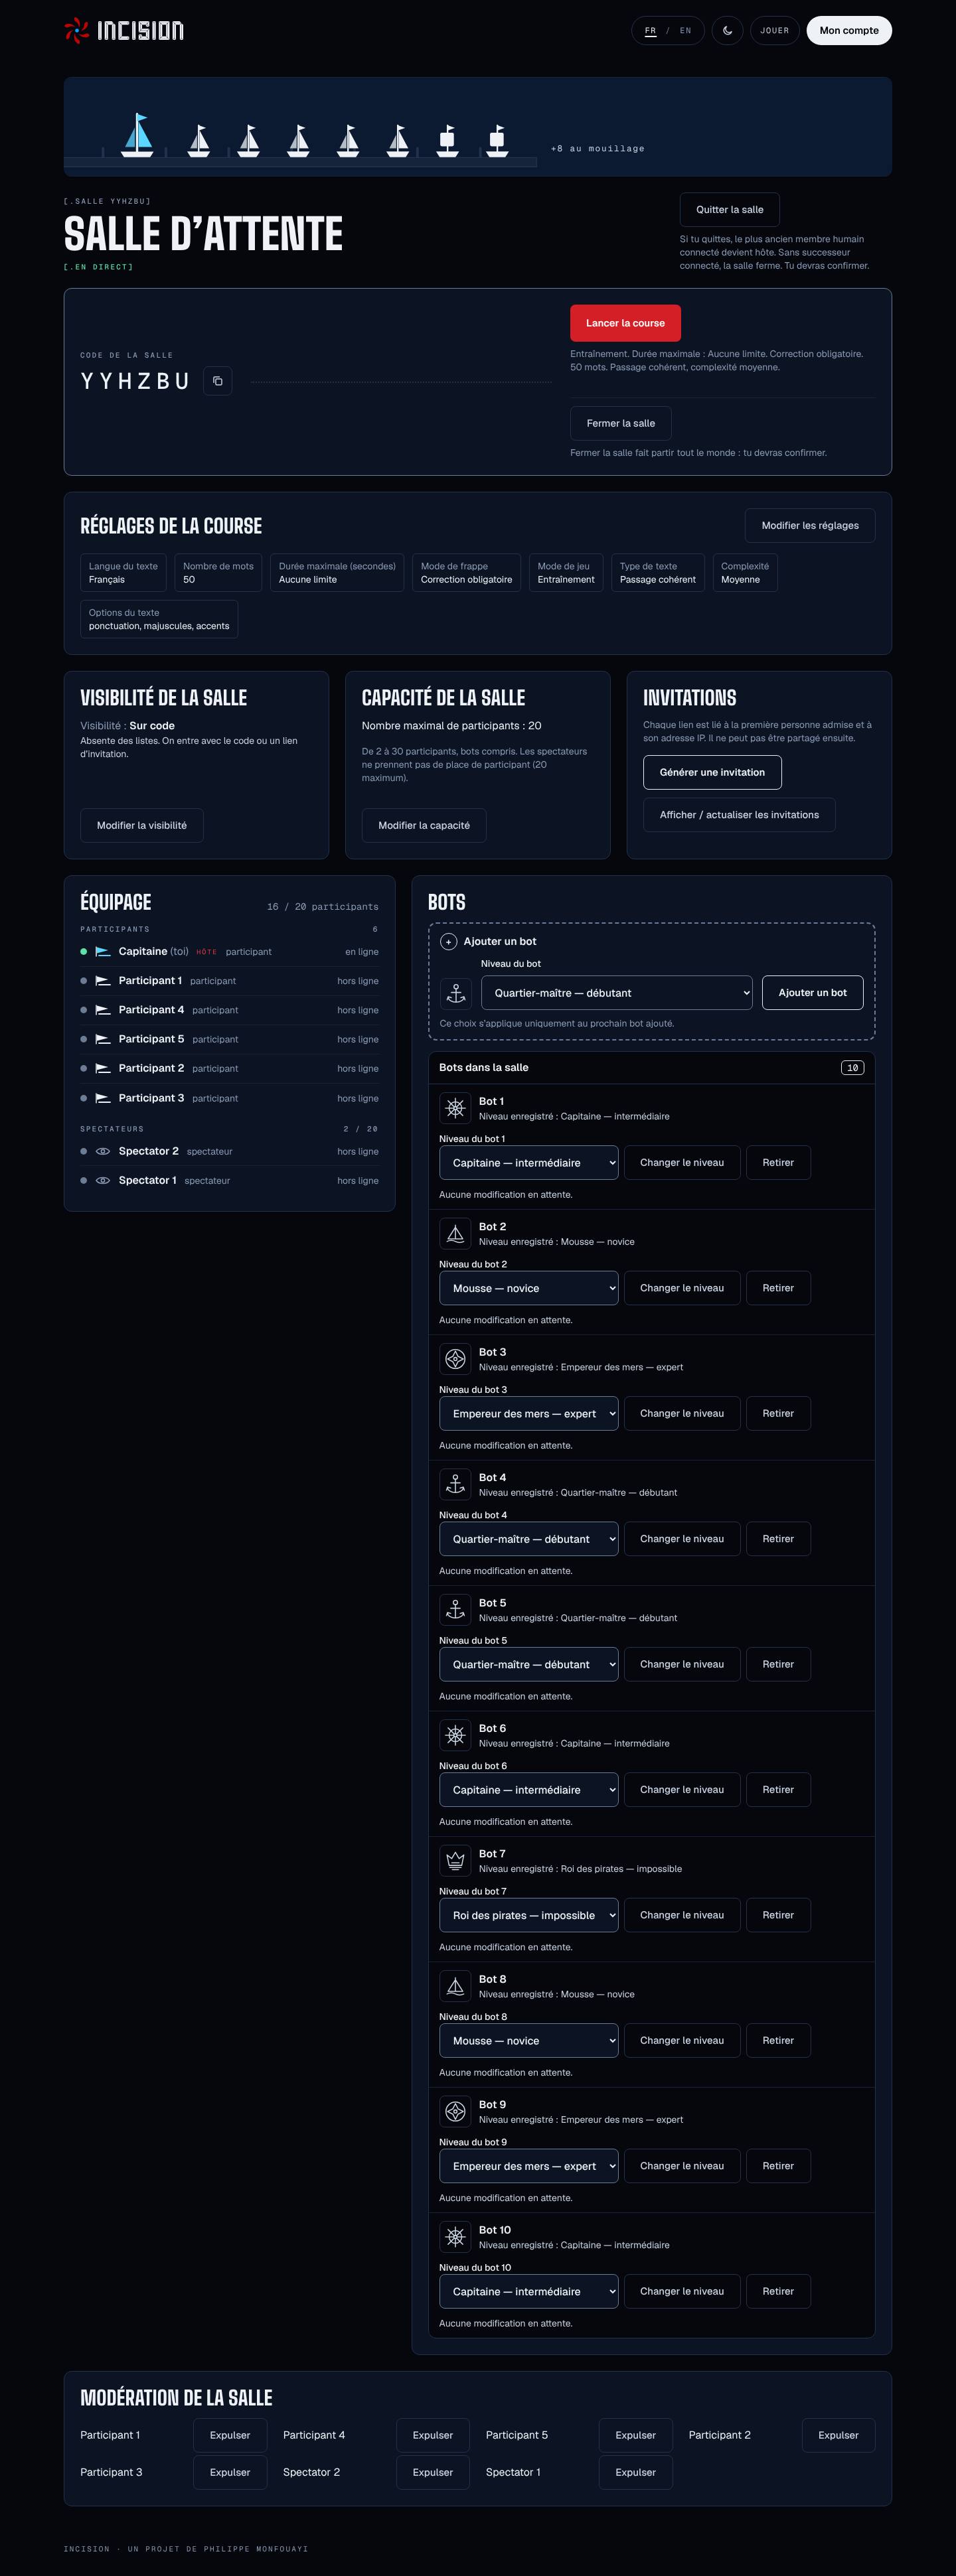 INCISION
FR / EN
JOUER
Mon compte
+8 au mouillage
[.SALLE YYHZBU]
SALLE D'ATTENTE
[.EN DIRECT]
Quitter la salle
Si tu quittes, le plus ancien membre humain
connecté devient hôte. Sans successeur
connecté, la salle ferme. Tu devras confirmer.
CODE DE LA SALLE
YYHZBU
Lancer la course
Entraînement. Durée maximale : Aucune limite. Correction obligatoire.
50 mots. Passage cohérent, complexité moyenne.
Fermer la salle
Fermer la salle fait partir tout le monde : tu devras confirmer.
RÉGLAGES DE LA COURSE
Modifier les réglages
Langue du texte
Français
Nombre de mots
50
Durée maximale (secondes)
Aucune limite
Mode de frappe
Correction obligatoire
Mode de jeu
Entraînement
Type de texte
Passage cohérent
Complexité
Moyenne
Options du texte
ponctuation, majuscules, accents
VISIBILITÉ DE LA SALLE
Visibilité : Sur code
Absente des listes. On entre avec le code ou un lien
d'invitation.
Modifier la visibilité
CAPACITÉ DE LA SALLE
Nombre maximal de participants : 20
De 2 à 30 participants, bots compris. Les spectateurs
ne prennent pas de place de participant (20
maximum).
Modifier la capacité
INVITATIONS
Chaque lien est lié à la première personne admise et à
son adresse IP. Il ne peut pas être partagé ensuite.
Générer une invitation
Afficher / actualiser les invitations
ÉQUIPAGE
16 / 20 participants
PARTICIPANTS 6
Capitaine (toi) HÔTE participant en ligne
Participant 1 participant hors ligne
Participant 4 participant hors ligne
Participant 5 participant hors ligne
Participant 2 participant hors ligne
Participant 3 participant hors ligne
SPECTATEURS 2 / 20
Spectator 2 spectateur hors ligne
Spectator 1 spectateur hors ligne
BOTS
+ Ajouter un bot
Niveau du bot
Quartier-maître — débutant
Ajouter un bot
Ce choix s'applique uniquement au prochain bot ajouté.
Bots dans la salle 10
Bot 1
Niveau enregistré : Capitaine — intermédiaire
Niveau du bot 1
Capitaine — intermédiaire Changer le niveau Retirer
Aucune modification en attente.
Bot 2
Niveau enregistré : Mousse — novice
Niveau du bot 2
Mousse — novice Changer le niveau Retirer
Aucune modification en attente.
Bot 3
Niveau enregistré : Empereur des mers — expert
Niveau du bot 3
Empereur des mers — expert Changer le niveau Retirer
Aucune modification en attente.
Bot 4
Niveau enregistré : Quartier-maître — débutant
Niveau du bot 4
Quartier-maître — débutant Changer le niveau Retirer
Aucune modification en attente.
Bot 5
Niveau enregistré : Quartier-maître — débutant
Niveau du bot 5
Quartier-maître — débutant Changer le niveau Retirer
Aucune modification en attente.
Bot 6
Niveau enregistré : Capitaine — intermédiaire
Niveau du bot 6
Capitaine — intermédiaire Changer le niveau Retirer
Aucune modification en attente.
Bot 7
Niveau enregistré : Roi des pirates — impossible
Niveau du bot 7
Roi des pirates — impossible Changer le niveau Retirer
Aucune modification en attente.
Bot 8
Niveau enregistré : Mousse — novice
Niveau du bot 8
Mousse — novice Changer le niveau Retirer
Aucune modification en attente.
Bot 9
Niveau enregistré : Empereur des mers — expert
Niveau du bot 9
Empereur des mers — expert Changer le niveau Retirer
Aucune modification en attente.
Bot 10
Niveau enregistré : Capitaine — intermédiaire
Niveau du bot 10
Capitaine — intermédiaire Changer le niveau Retirer
Aucune modification en attente.
MODÉRATION DE LA SALLE
Participant 1 Expulser Participant 4 Expulser Participant 5 Expulser Participant 2 Expulser
Participant 3 Expulser Spectator 2 Expulser Spectator 1 Expulser
INCISION · UN PROJET DE PHILIPPE MONFOUAYI